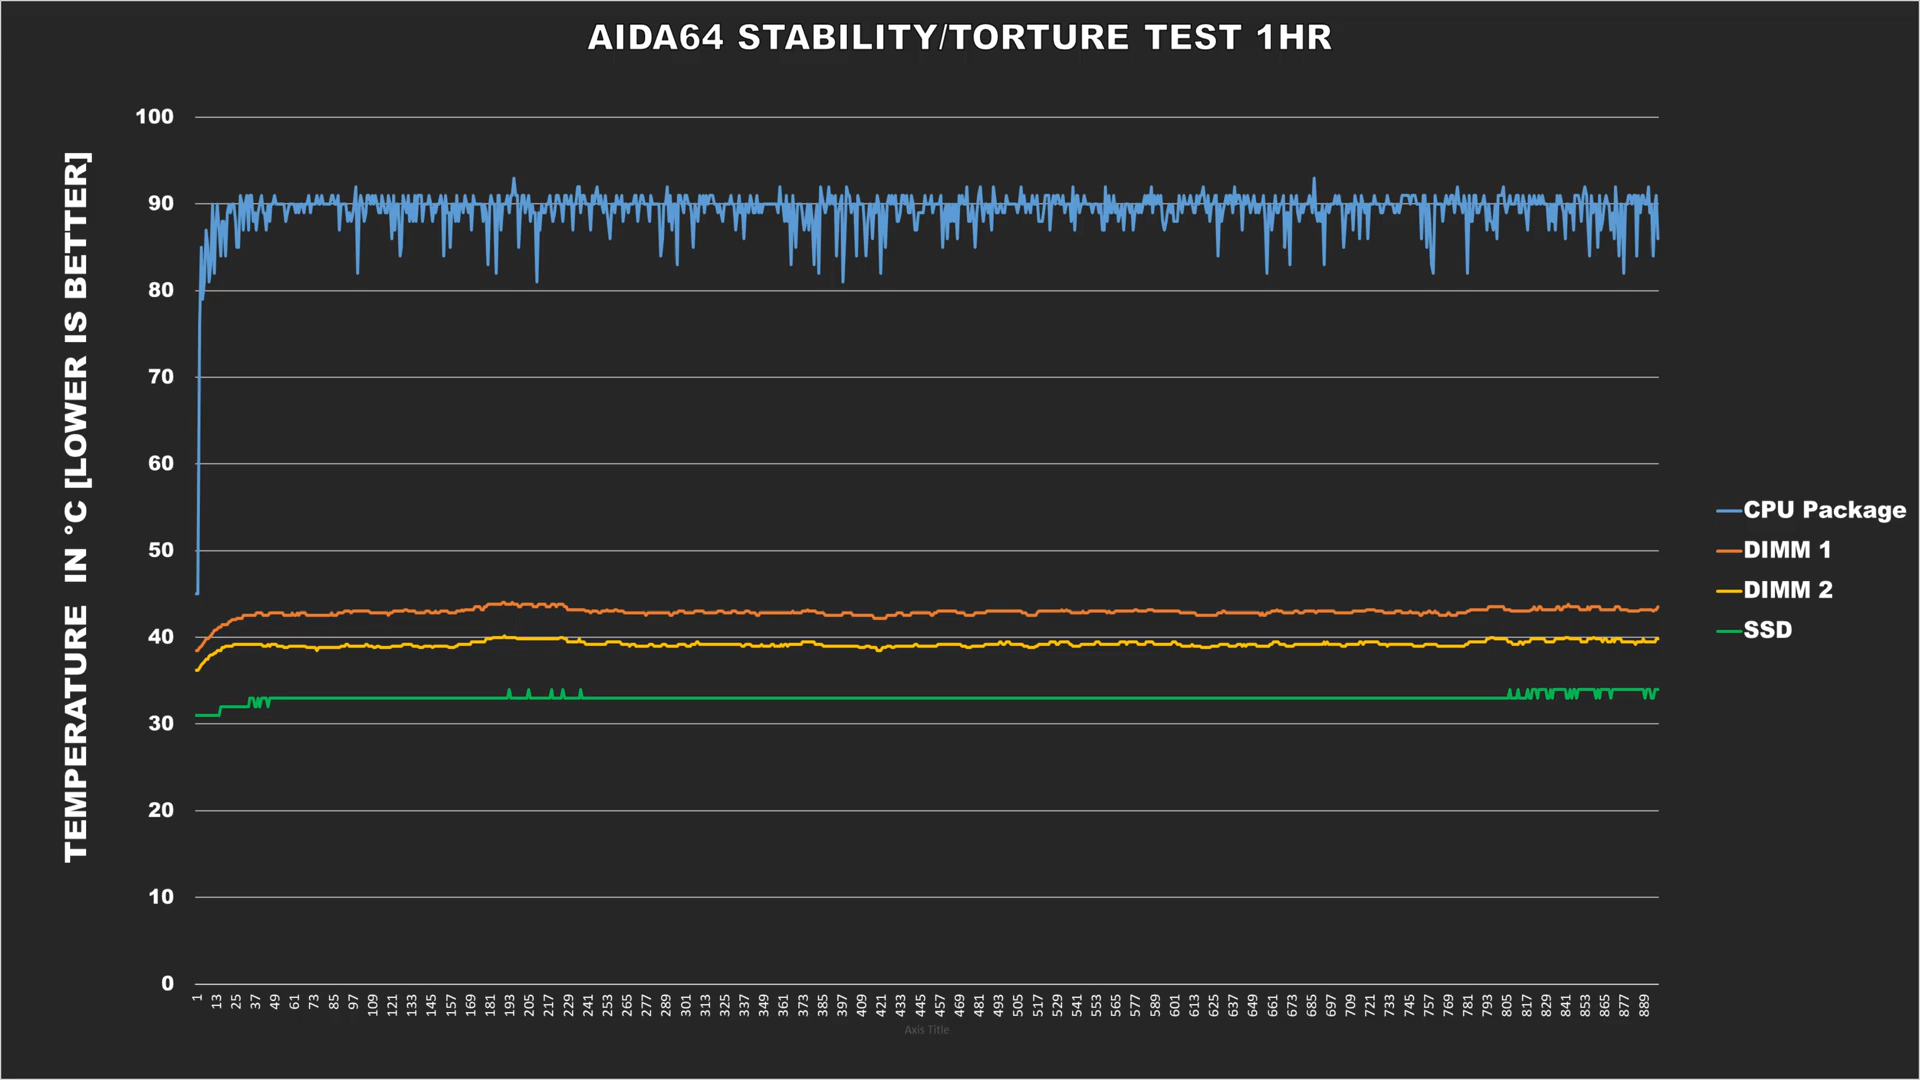 AIDA64 STABILITY/TORTURE TEST 1HR
TEMPERATURE IN °C [LOWER IS BETTER]
100
90
80
70
60
50
40
30
20
10
0
CPU Package
DIMM 1
DIMM 2
SSD
1 13 25 37 49 61 73 85 97 109 121 133 145 157 169 181 193 205 217 229 241 253 265 277 289 301 313 325 337 349 361 373 385 397 409 421 433 445 457 469 481 493 505 517 529 541 553 565 577 589 601 613 625 637 649 661 673 685 697 709 721 733 745 757 769 781 793 805 817 829 841 853 865 877 889
Axis Title